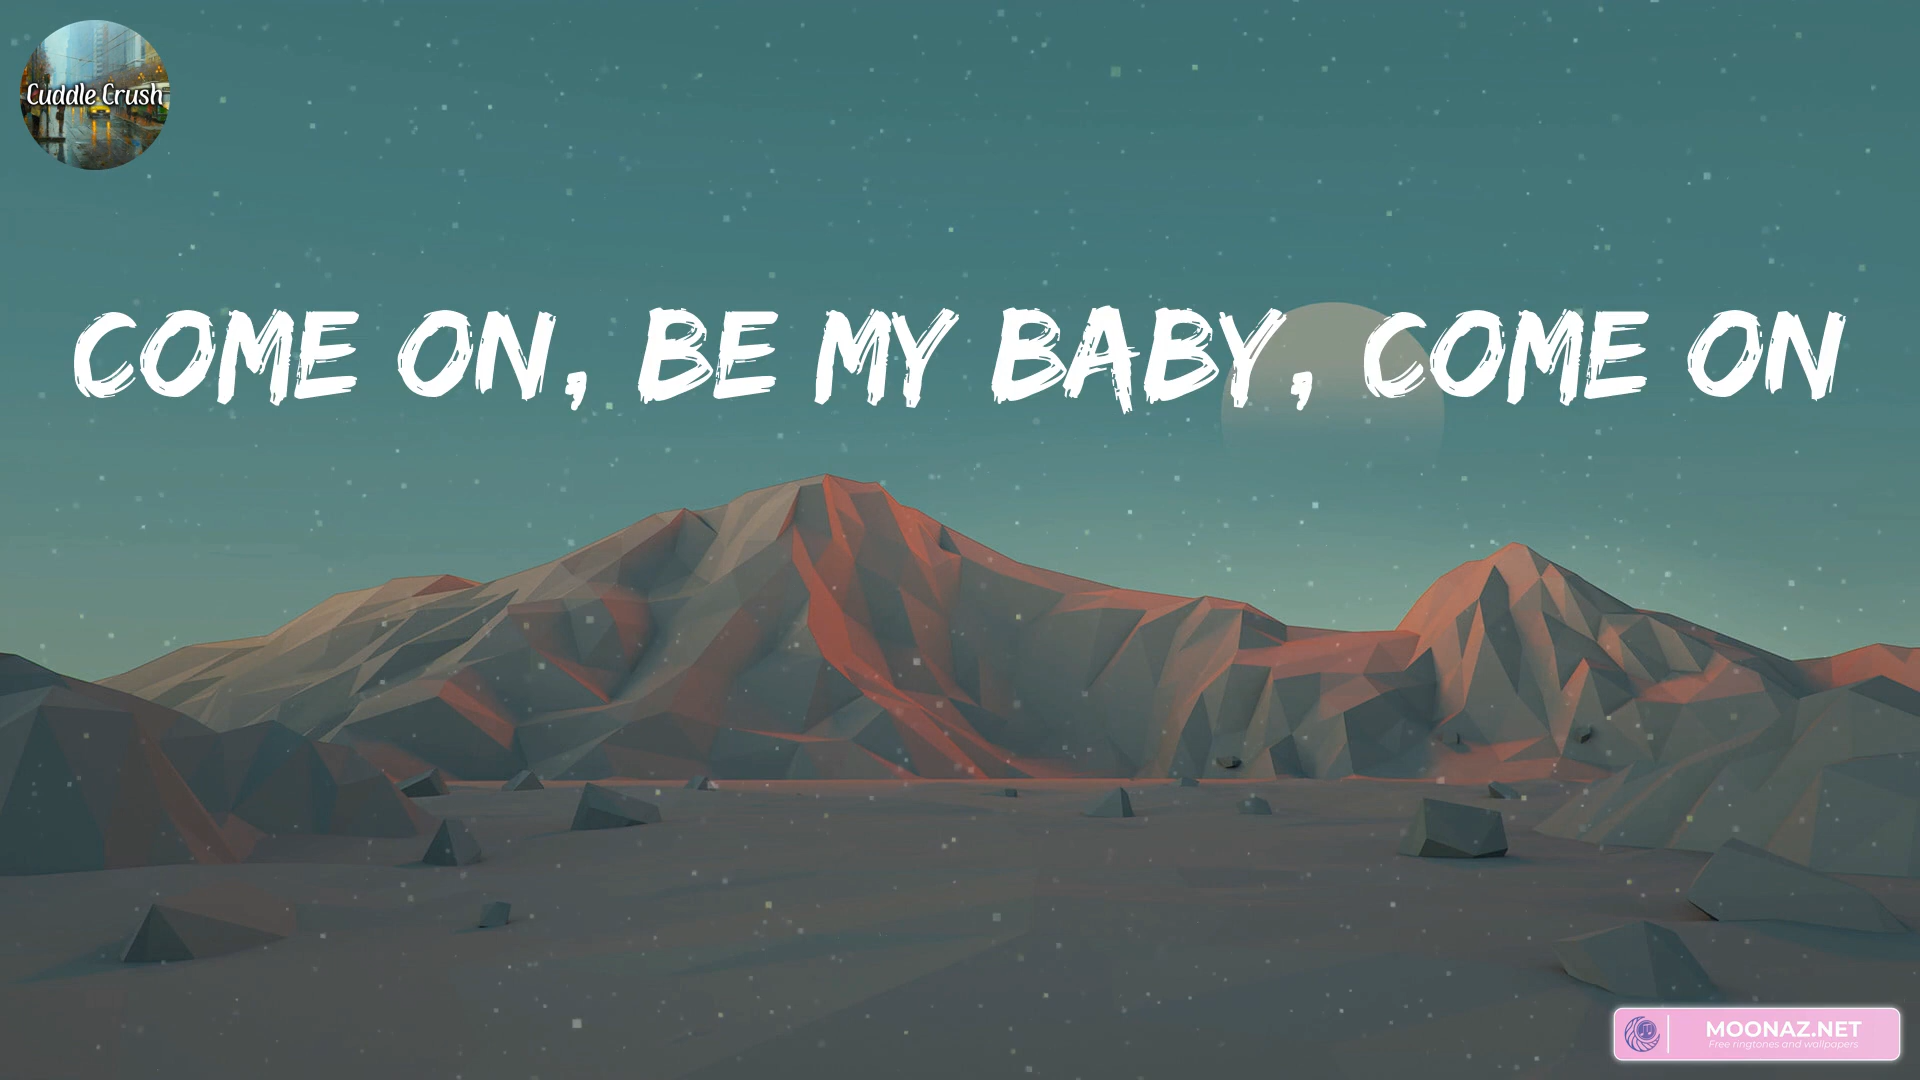 Cuddle Crush
COME ON, BE MY BABY, COME ON
MOONAZ.NET
Free ringtones and wallpapers